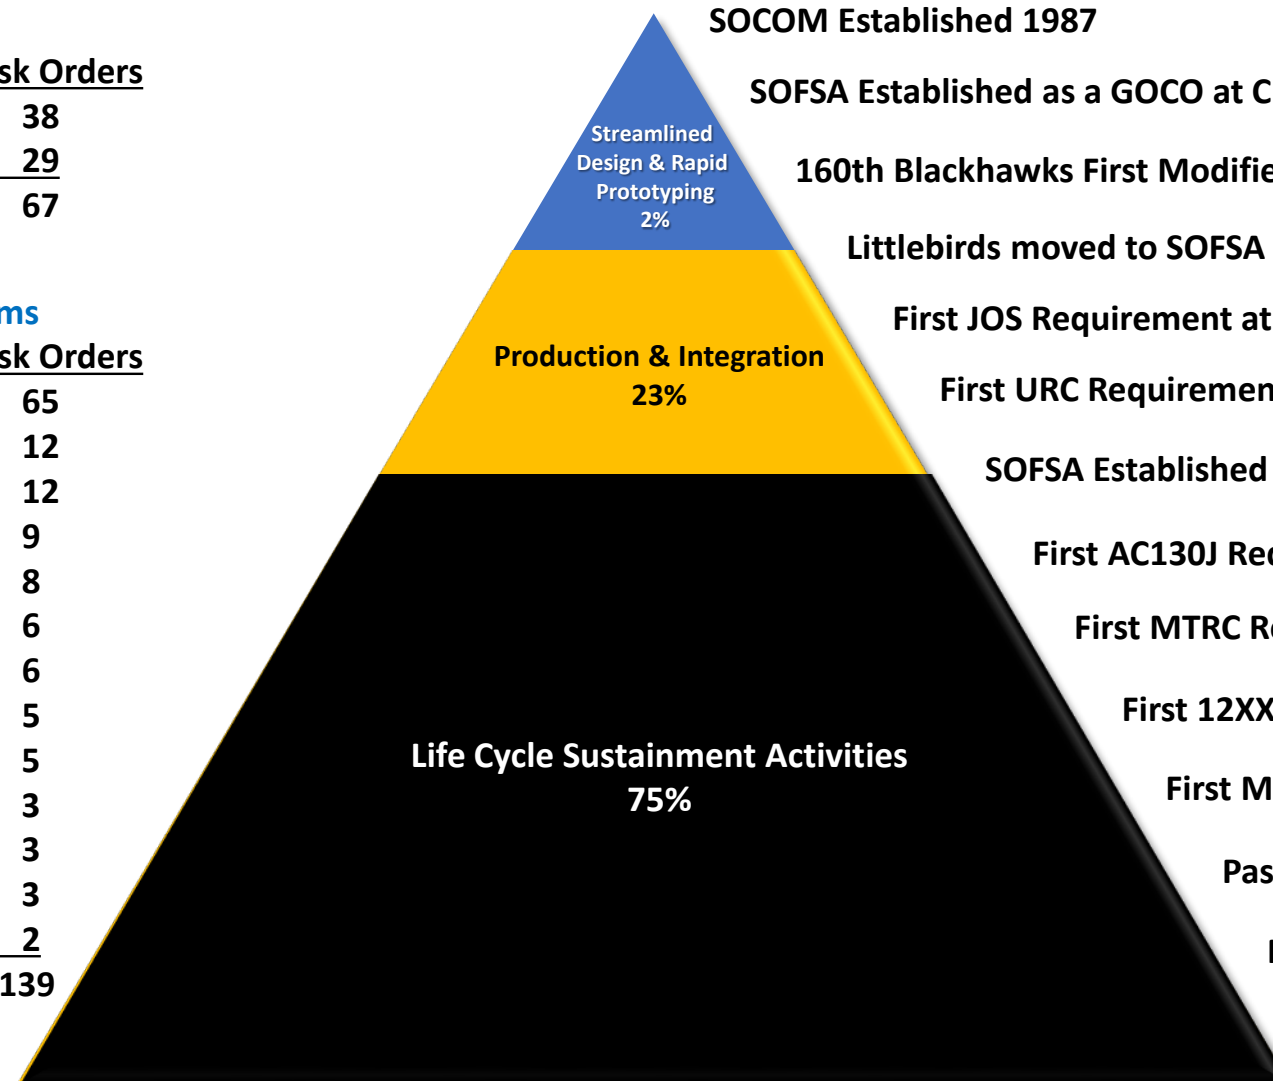 sk Orders
38
29
67
ms
sk Orders
65
12
12
9
8
6
6
5
5
3
3
3
2
139
Streamlined
Design & Rapid
Prototyping
2%
Production & Integration
23%
Life Cycle Sustainment Activities
75%
SOCOM Established 1987
SOFSA Established as a GOCO at C
160th Blackhawks First Modifie
Littlebirds moved to SOFSA
First JOS Requirement at
First URC Requiremen
SOFSA Established
First AC130J Re
First MTRC R
First 12XX
First M
Pas